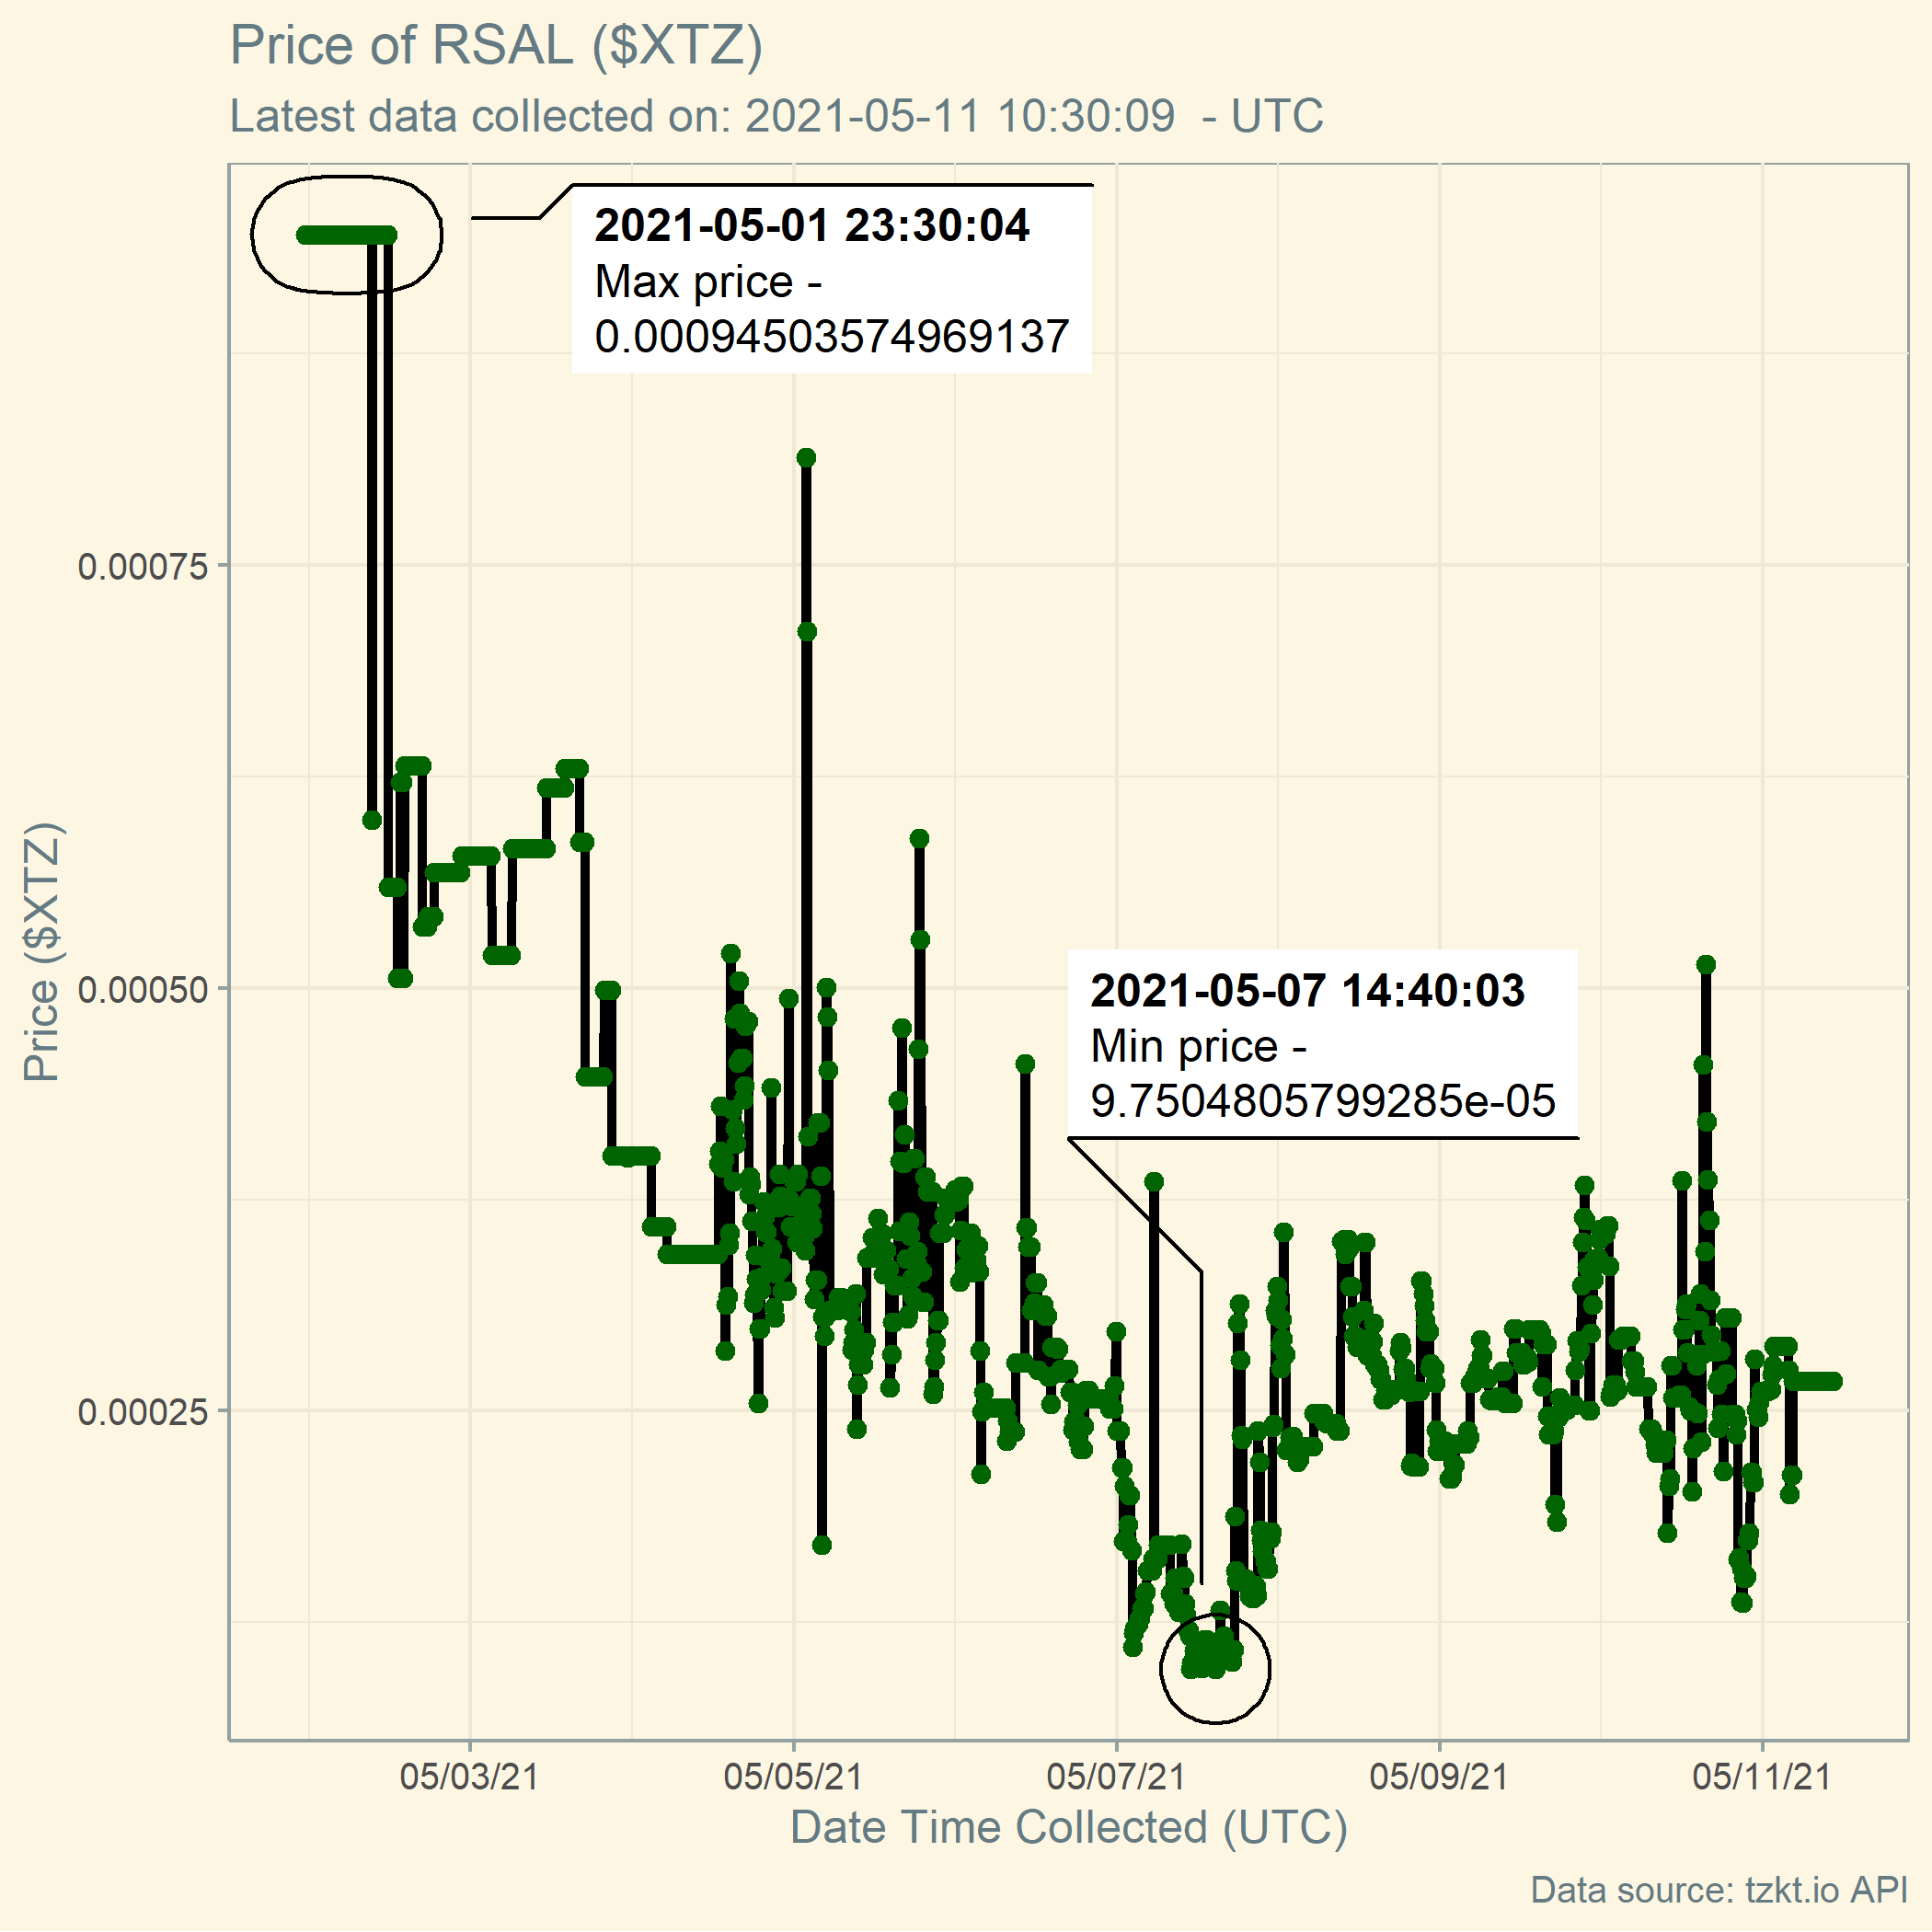 Price of RSAL ($XTZ)
Latest data collected on: 2021-05-11 10:30:09  - UTC
2021-05-01 23:30:04
Max price -
0.00094503574969137
0.00075
2021-05-07 14:40:03
Min price -
9.7504805799285e-05
0.00050
0.00025
Price ($XTZ)
05/03/21
05/05/21
05/07/21
05/09/21
05/11/21
Date Time Collected (UTC)
Data source: tzkt.io API